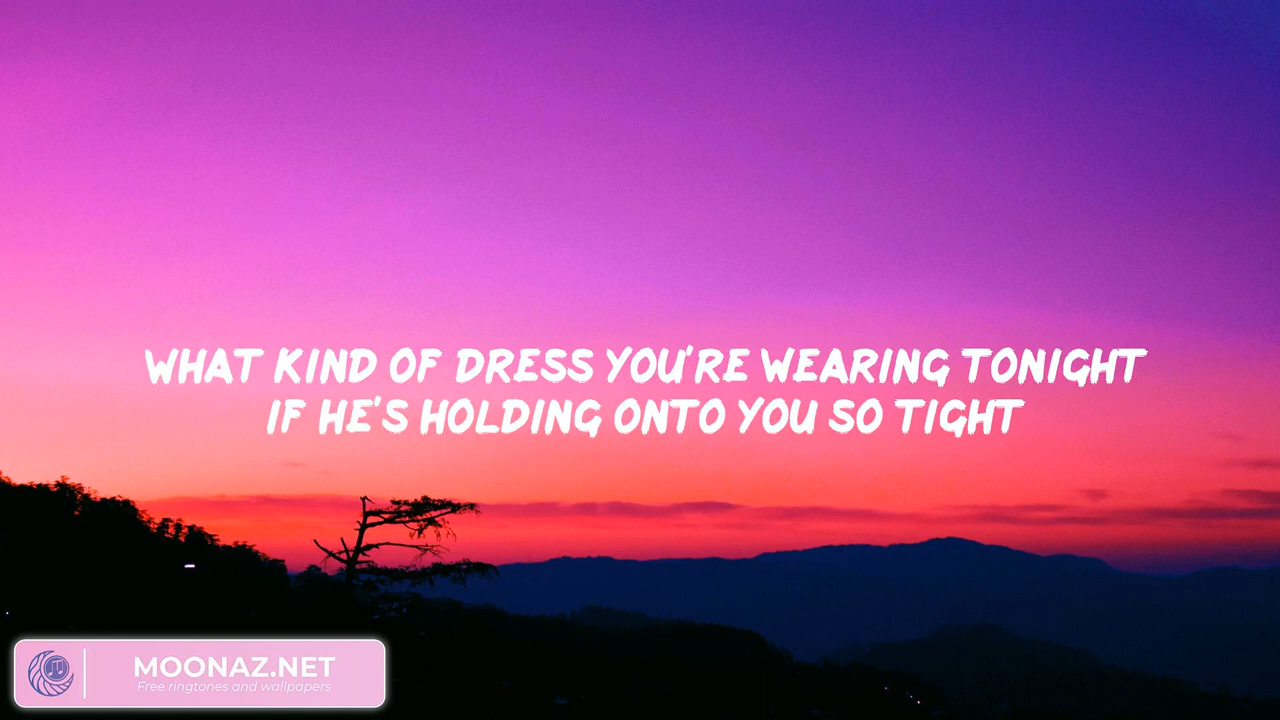 WHAT KIND OF DRESS YOU'RE WEARING TONIGHT
IF HE'S HOLDING ONTO YOU SO TIGHT
MOONAZ.NET
Free ringtones and wallpapers